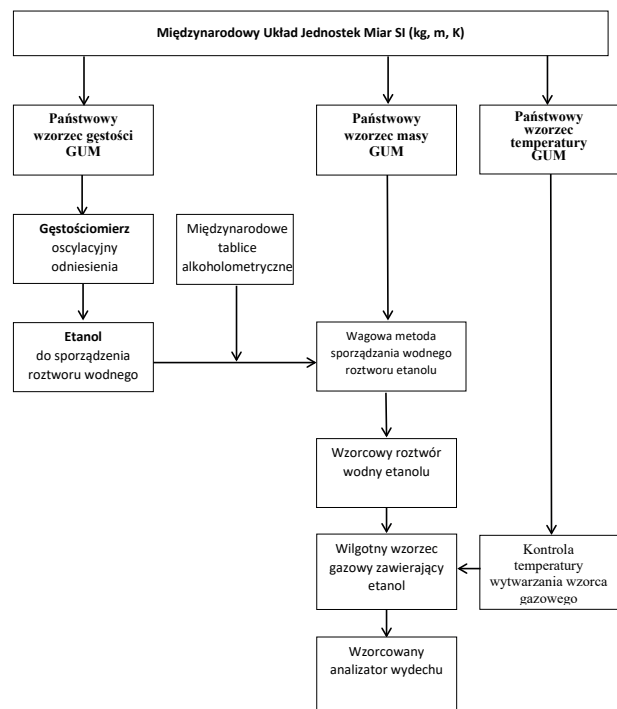 Międzynarodowy Układ Jednostek Miar SI (kg, m, K)
Państwowy
wzorzec gęstości
GUM
Państwowy
wzorzec masy
GUM
Państwowy
wzorzec
temperatury
GUM
Gęstościomierz
oscylacyjny
odniesienia
Międzynarodowe
tablice
alkoholometryczne
Etanol
do sporządzenia
roztworu wodnego
Wagowa metoda
sporządzania wodnego
roztworu etanolu
Wzorcowy roztwór
wodny etanolu
Wilgotny wzorzec
gazowy zawierający
etanol
Kontrola
temperatury
wytwarzania wzorca
gazowego
Wzorcowany
analizator wydechu